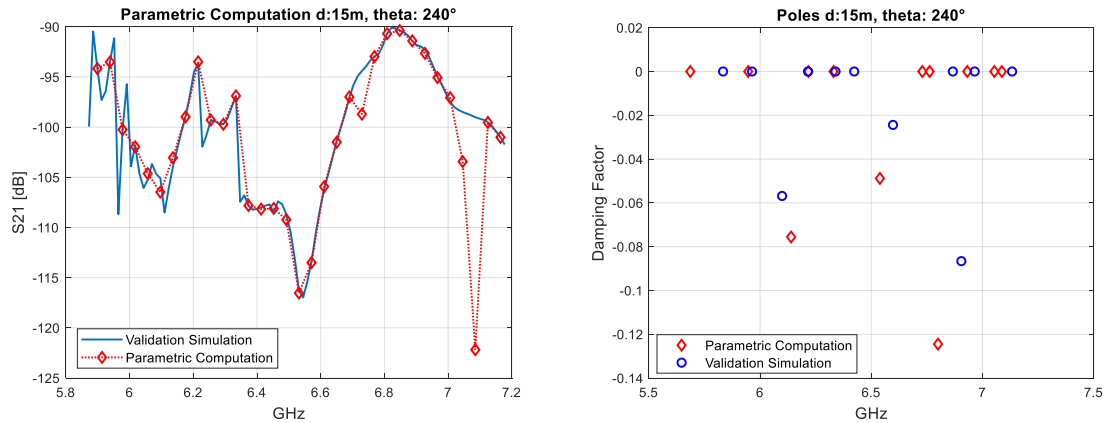 Parametric Computation d:15m, theta: 240°
-90
-95
-100
-105
-110
-115
-120
-125
S21 [dB]
Validation Simulation
Parametric Computation
5.8 6 6.2 6.4 6.6 6.8 7 7.2
GHz
Poles d:15m, theta: 240°
0.02
0
-0.02
-0.04
-0.06
-0.08
-0.1
-0.12
-0.14
Damping Factor
Parametric Computation
Validation Simulation
5.5 6 6.5 7 7.5
GHz